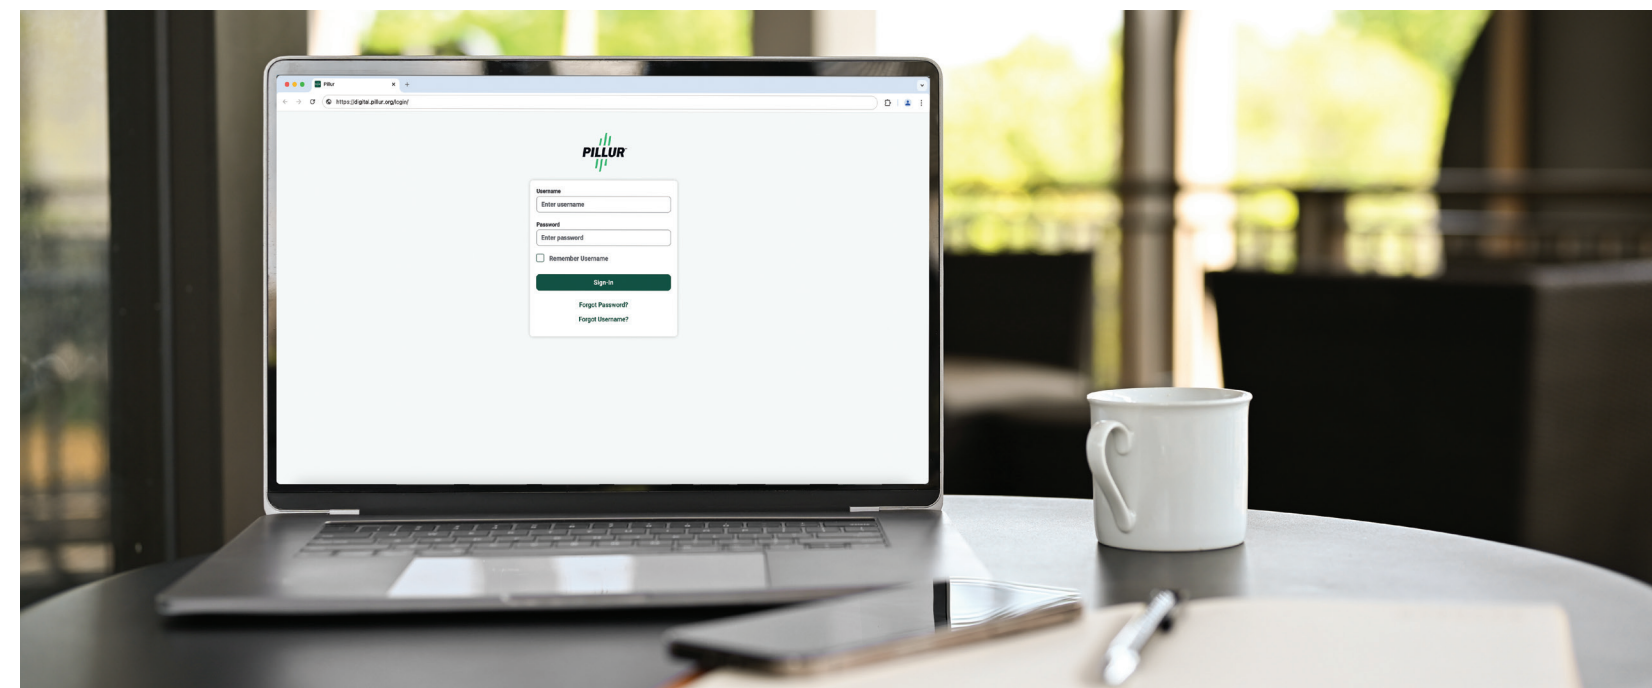 Pillur
https://digital.pillur.org/login/
PILLUR
Username
Enter username
Password
Enter password
Remember Username
Sign-In
Forgot Password?
Forgot Username?